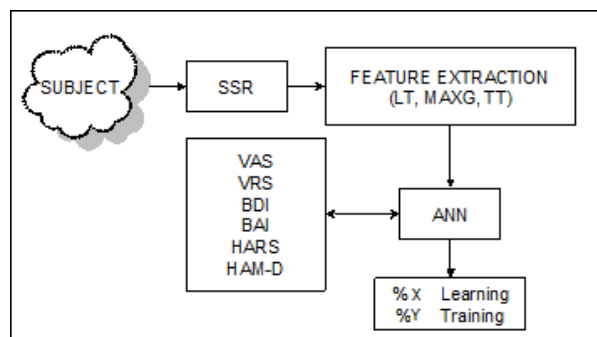 SUBJECT
SSR
FEATURE EXTRACTION
(LT, MAXG, TT)
VAS
VRS
BDI
BAI
HARS
HAM-D
ANN
%X Learning
%Y Training